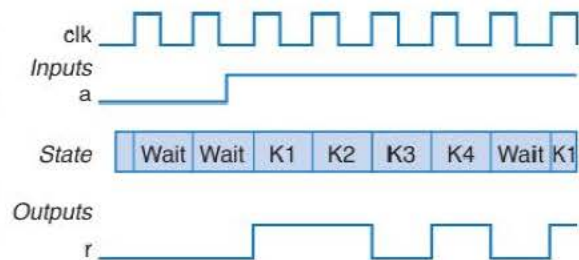 clk
Inputs
a
State Wait Wait K1 K2 K3 K4 Wait K1
Outputs
r